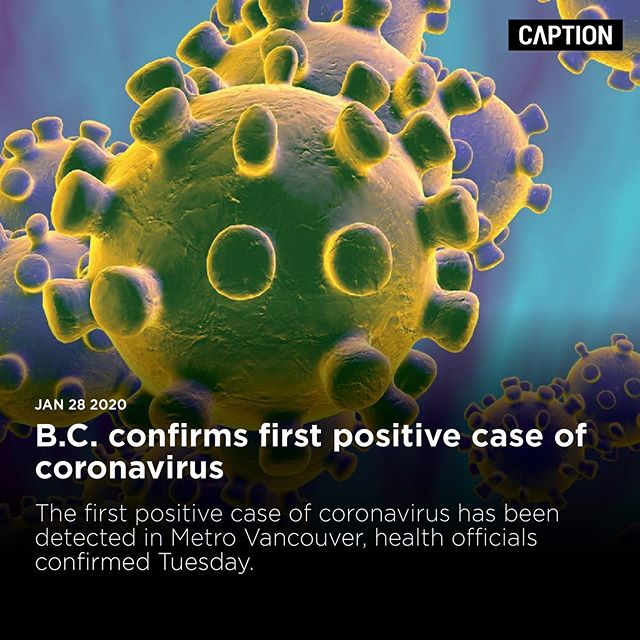 CAPTION
JAN 28 2020
B.C. confirms first positive case of
coronavirus
The first positive case of coronavirus has been
detected in Metro Vancouver, health officials
confirmed Tuesday.